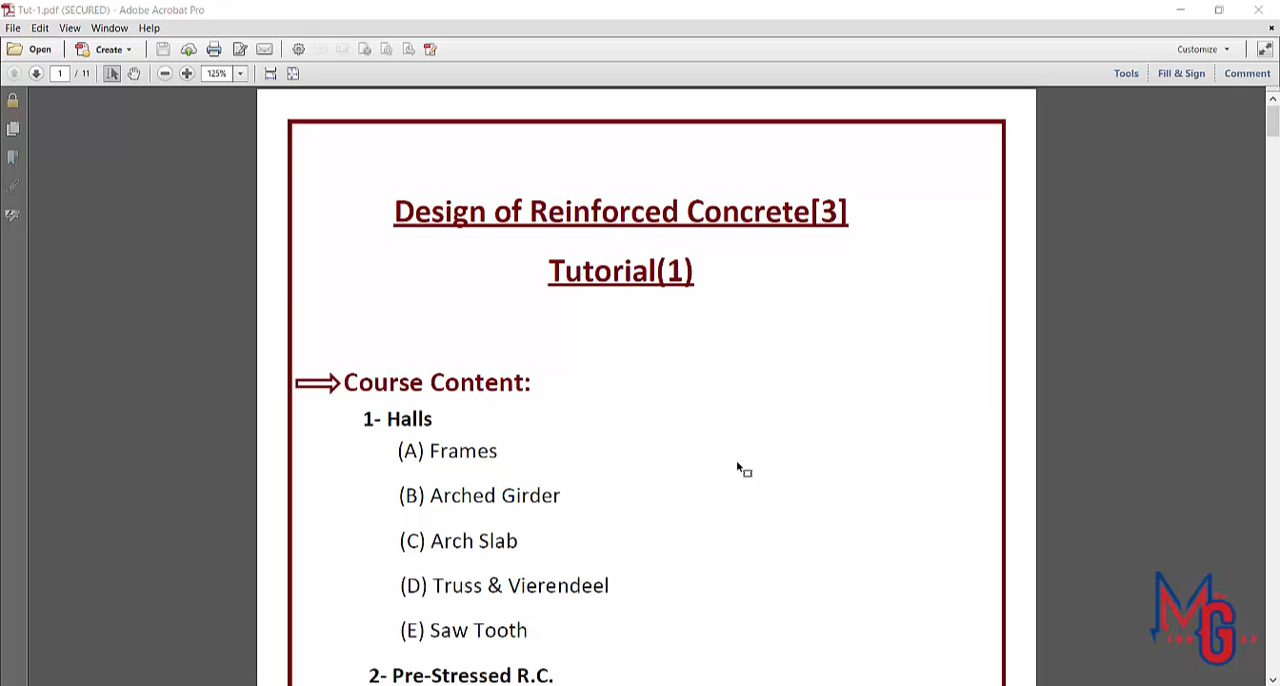 Tut-1.pdf (SECURED) - Adobe Acrobat Pro
File Edit View Window Help
Open Create Customize
1 / 11 125% Tools Fill & Sign Comment
Design of Reinforced Concrete[3]
Tutorial(1)
Course Content:
1- Halls
(A) Frames
(B) Arched Girder
(C) Arch Slab
(D) Truss & Vierendeel
(E) Saw Tooth
2- Pre-Stressed R.C.
MG